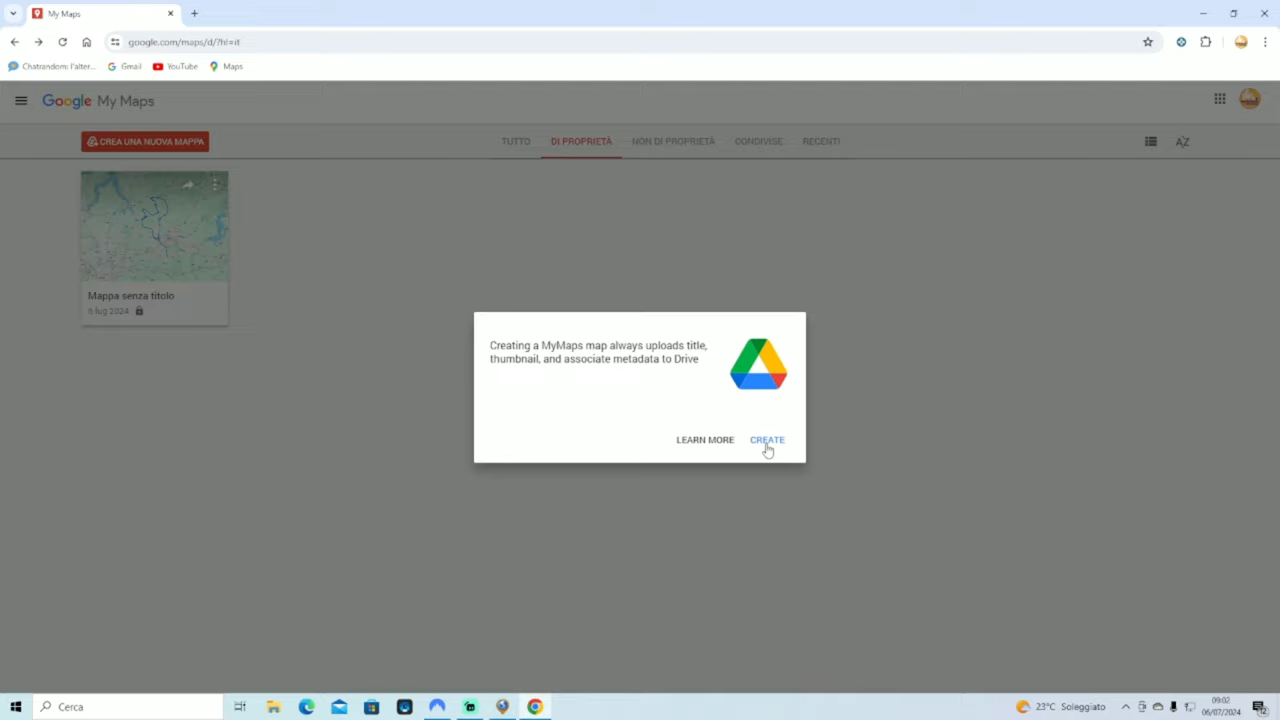 My Maps
google.com/maps/d/?hl=it
Chatrandom: l'alter...
Gmail
YouTube
Maps
Google My Maps
CREA UNA NUOVA MAPPA
TUTTO
DI PROPRIETÀ
NON DI PROPRIETÀ
CONDIVISE
RECENTI
Mappa senza titolo
6 lug 2024
Creating a MyMaps map always uploads title,
thumbnail, and associate metadata to Drive
LEARN MORE
CREATE
Cerca
23°C Soleggiato
09:02
06/07/2024